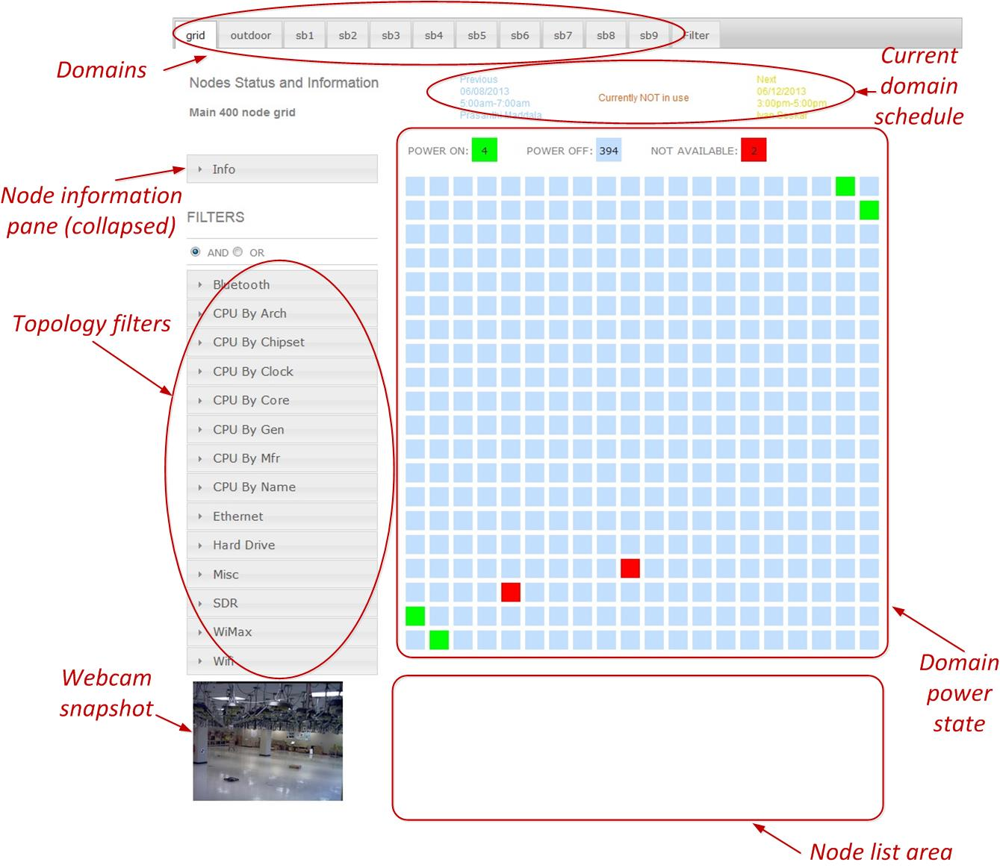 grid outdoor sb1 sb2 sb3 sb4 sb5 sb6 sb7 sb8 sb9 Filter
Domains
Current
domain
schedule
Nodes Status and Information
Main 400 node grid
Previous
06/08/2013
5:00am-7:00am
Prasanthi Maddala
Currently NOT in use
Next
06/12/2013
3:00pm-5:00pm
Ivan Seskar
POWER ON: 4 POWER OFF: 394 NOT AVAILABLE: 2
Info
Node information
pane (collapsed)
FILTERS
AND OR
Topology filters
Bluetooth
CPU By Arch
CPU By Chipset
CPU By Clock
CPU By Core
CPU By Gen
CPU By Mfr
CPU By Name
Ethernet
Hard Drive
Misc
SDR
WiMax
Wifi
Webcam
snapshot
Domain
power
state
Node list area